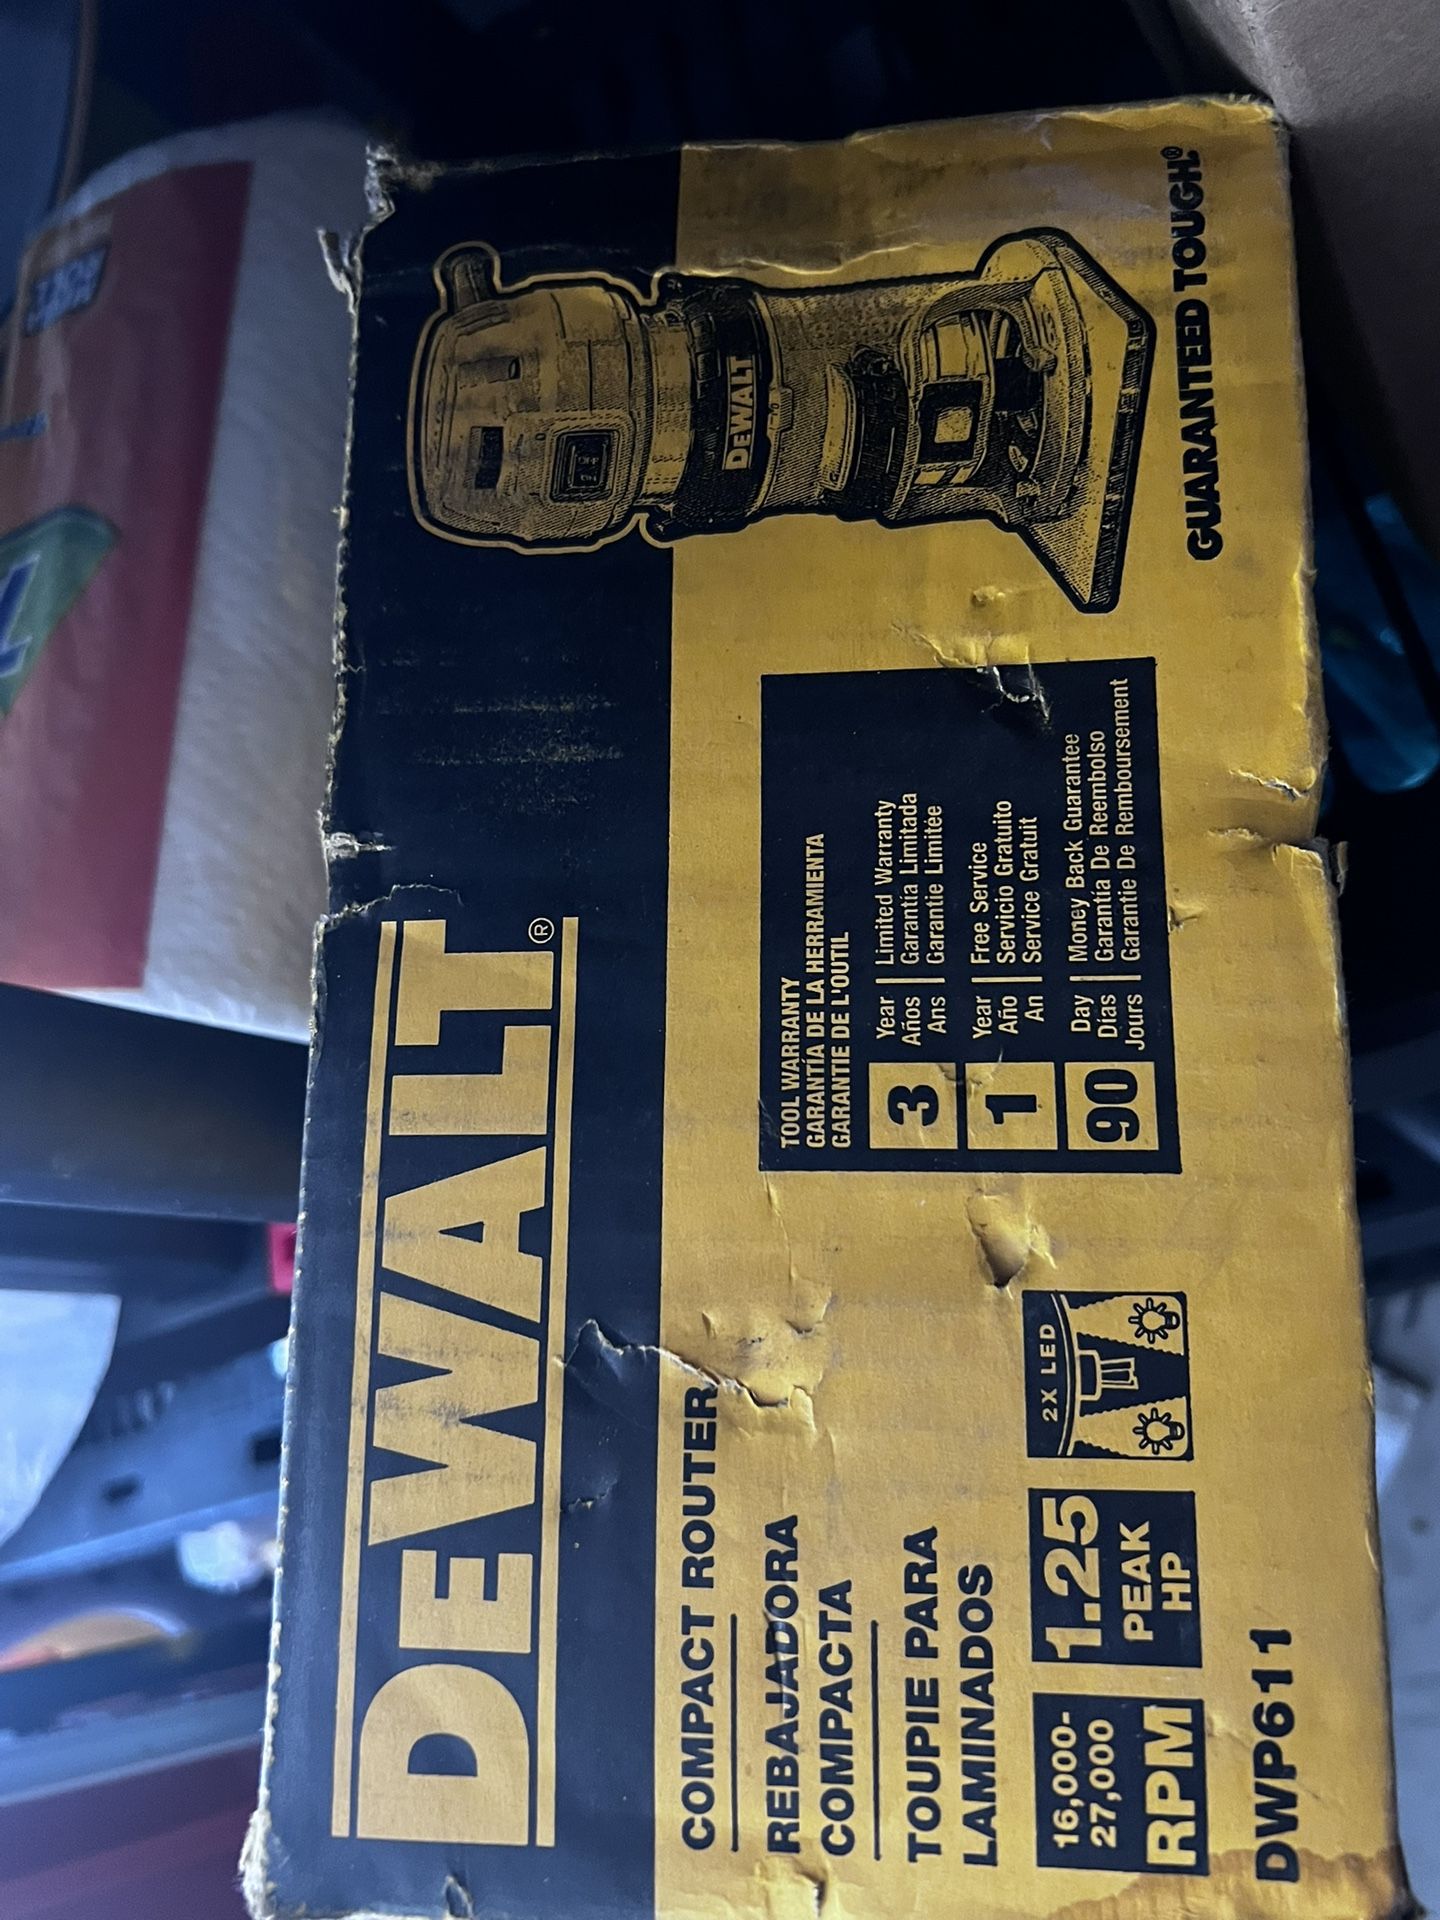 DEWALT®
COMPACT ROUTER
REBAJADORA
COMPACTA
TOUPIE PARA
LAMINADOS
16,000-
27,000
RPM
1.25
PEAK
HP
2X LED
DWP611
TOOL WARRANTY
GARANTÍA DE LA HERRAMIENTA
GARANTIE DE L'OUTIL
3
Year | Limited Warranty
Años | Garantía Limitada
Ans | Garantie Limitée
1
Year | Free Service
Año | Servicio Gratuito
An | Service Gratuit
90
Day | Money Back Guarantee
Días | Garantía De Reembolso
Jours | Garantie De Remboursement
DEWALT
GUARANTEED TOUGH.®